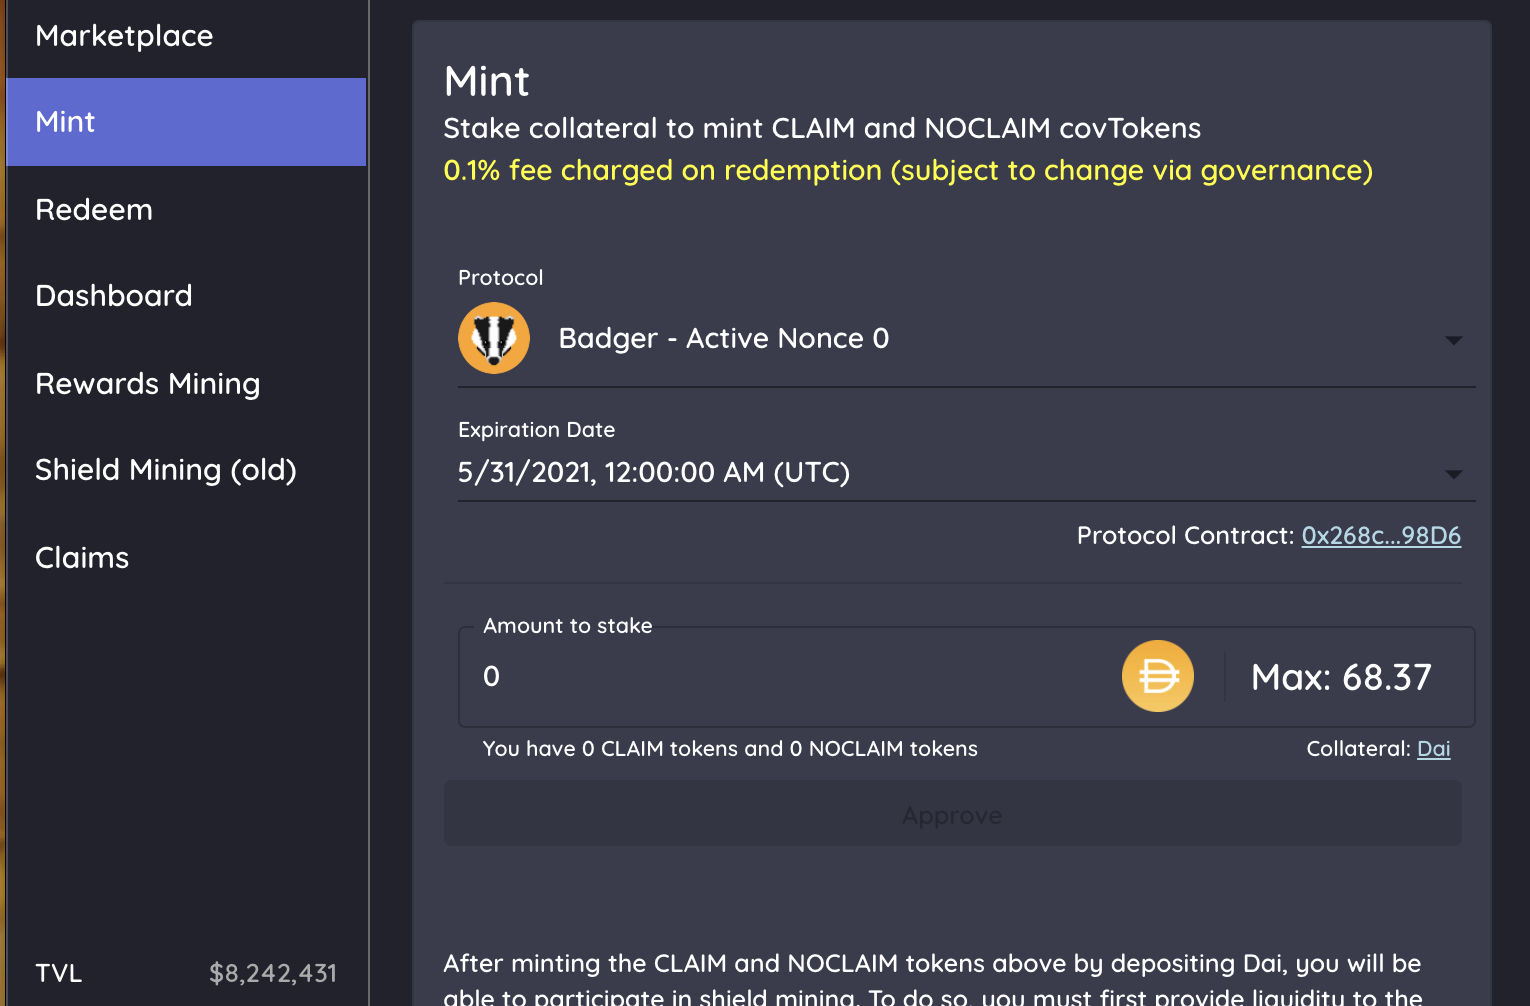 Marketplace
Mint
Redeem
Dashboard
Rewards Mining
Shield Mining (old)
Claims
TVL $8,242,431
Mint
Stake collateral to mint CLAIM and NOCLAIM covTokens
0.1% fee charged on redemption (subject to change via governance)
Protocol
Badger - Active Nonce 0
Expiration Date
5/31/2021, 12:00:00 AM (UTC)
Protocol Contract: 0x268c...98D6
Amount to stake
0 Max: 68.37
You have 0 CLAIM tokens and 0 NOCLAIM tokens Collateral: Dai
Approve
After minting the CLAIM and NOCLAIM tokens above by depositing Dai, you will be
able to participate in shield mining. To do so, you must first provide liquidity to the